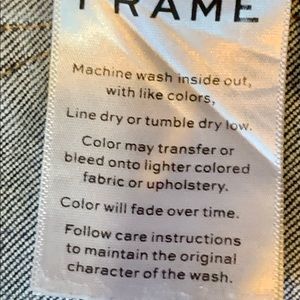 FRAME
Machine wash inside out,
with like colors,
Line dry or tumble dry low.
Color may transfer or
bleed onto lighter colored
fabric or upholstery.
Color will fade over time.
Follow care instructions
to maintain the original
character of the wash.